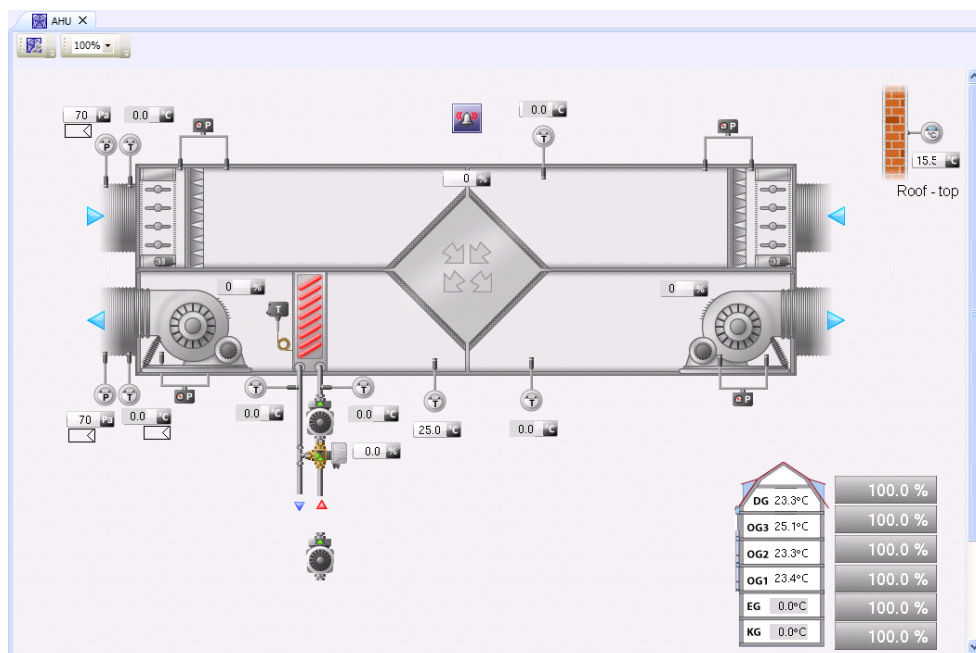 AHU
100%
70 Pa 0.0 °C
P T
P
0.0 °C
T
P
°C
15.5 °C
Roof - top
0 %
0 %
0 %
T
P T
P
T T
T T
P
70 Pa 0.0 °C
0.0 °C 0.0 °C
25.0 °C 0.0 °C
0.0 %
DG 23.3°C 100.0 %
OG3 25.1°C 100.0 %
OG2 23.3°C 100.0 %
OG1 23.4°C 100.0 %
EG 0.0°C 100.0 %
KG 0.0°C 100.0 %